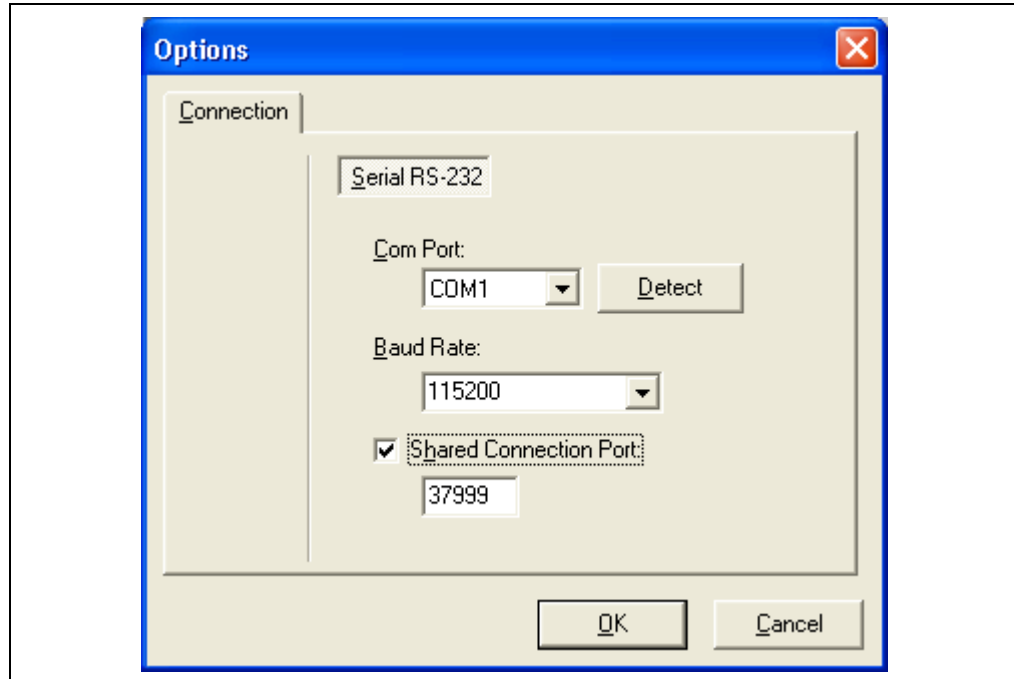 Options
Connection
Serial RS-232
Com Port:
COM1
Detect
Baud Rate:
115200
Shared Connection Port:
37999
OK
Cancel